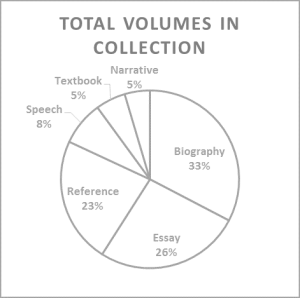 TOTAL VOLUMES IN
COLLECTION
Narrative
5%
Textbook
5%
Speech
8%
Biography
33%
Reference
23%
Essay
26%